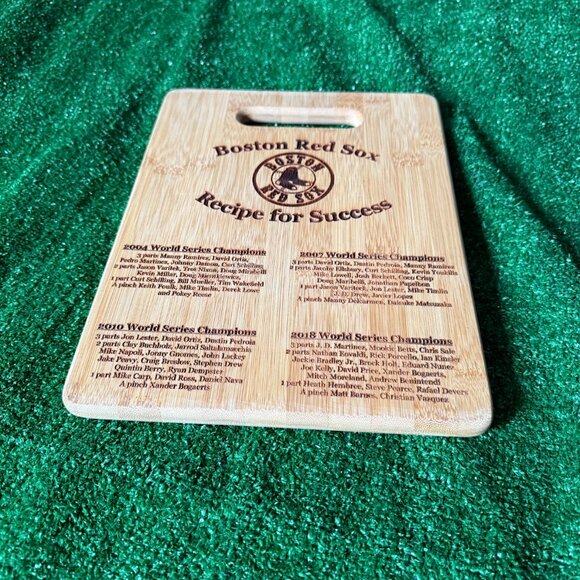 Boston Red Sox
BOSTON
RED SOX
Recipe for Success
2004 World Series Champions
3 parts Manny Ramirez, David Ortiz,
Pedro Martinez, Johnny Damon, Curt Schilling
2 parts Jason Varitek, Trot Nixon, Doug Mirabelli
Kevin Millar, Doug Mientkiewicz,
1 part Curt Schilling, Bill Mueller, Tim Wakefield
A pinch Keith Foulk, Mike Timlin, Derek Lowe
and Pokey Reese
2007 World Series Champions
3 parts David Ortiz, Dustin Pedroia, Manny Ramirez
2 parts Jacoby Ellsbury, Curt Schilling, Kevin Youkilis
Mike Lowell, Josh Beckett, Coco Crisp
Doug Maribelli, Johnathan Papelbon
1 part Jason Varitek, Jon Lester, Mike Timlin
J. D. Drew, Javier Lopez
A pinch Manny Delcarmen, Daisuke Matsuzaka
2010 World Series Champions
3 parts Jon Lester, David Ortiz, Dustin Pedroia
2 parts Clay Buchholz, Jarrod Saltalamacchia
Mike Napoli, Jonny Gnomes, John Lackey
Jake Peavy, Craig Breslow, Stephen Drew
Quintin Berry, Ryan Dempster
1 part Mike Carp, David Ross, Daniel Nava
A pinch Xander Bogaerts
2018 World Series Champions
3 parts J. D. Martinez, Mookie Betts, Chris Sale
2 parts Nathan Eovaldi, Rick Porcello, Ian Kinsler
Jackie Bradley Jr., Brock Holt, Eduard Nunez
Joe Kelly, David Price, Xander Bogaerts,
Mitch Moreland, Andrew Benintendi
1 part Heath Hembree, Steve Pearce, Rafael Devers
A pinch Matt Barnes, Christian Vazquez